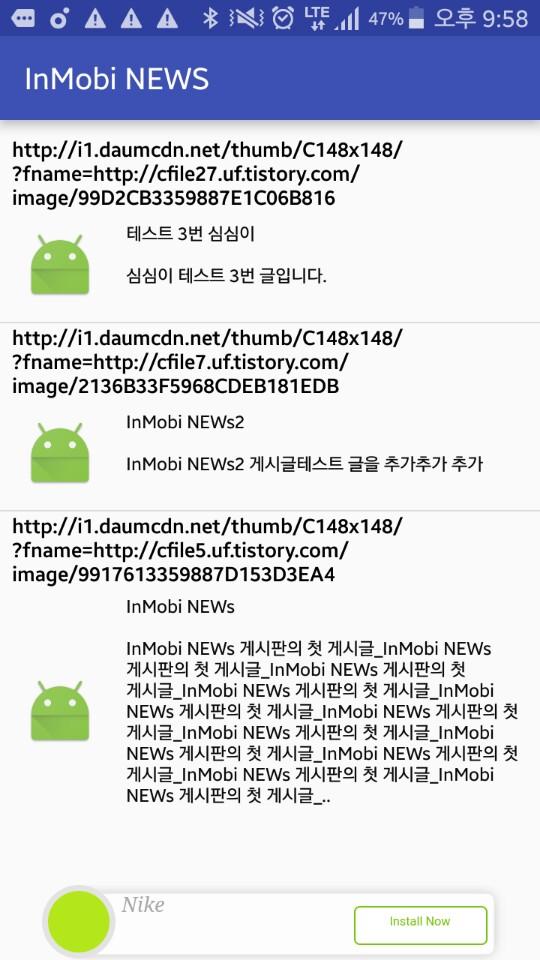 LTE 47% 오후 9:58
InMobi NEWS
http://i1.daumcdn.net/thumb/C148x148/
?fname=http://cfile27.uf.tistory.com/
image/99D2CB3359887E1C06B816
테스트 3번 심심이
심심이 테스트 3번 글입니다.
http://i1.daumcdn.net/thumb/C148x148/
?fname=http://cfile7.uf.tistory.com/
image/2136B33F5968CDEB181EDB
InMobi NEWs2
InMobi NEWs2 게시글테스트 글을 추가추가 추가
http://i1.daumcdn.net/thumb/C148x148/
?fname=http://cfile5.uf.tistory.com/
image/9917613359887D153D3EA4
InMobi NEWs
InMobi NEWs 게시판의 첫 게시글_InMobi NEWs
게시판의 첫 게시글_InMobi NEWs 게시판의 첫
게시글_InMobi NEWs 게시판의 첫 게시글_InMobi
NEWs 게시판의 첫 게시글_InMobi NEWs 게시판의 첫
게시글_InMobi NEWs 게시판의 첫 게시글_InMobi
NEWs 게시판의 첫 게시글_InMobi NEWs 게시판의 첫
게시글_InMobi NEWs 게시판의 첫 게시글_InMobi
NEWs 게시판의 첫 게시글_..
Nike
Install Now